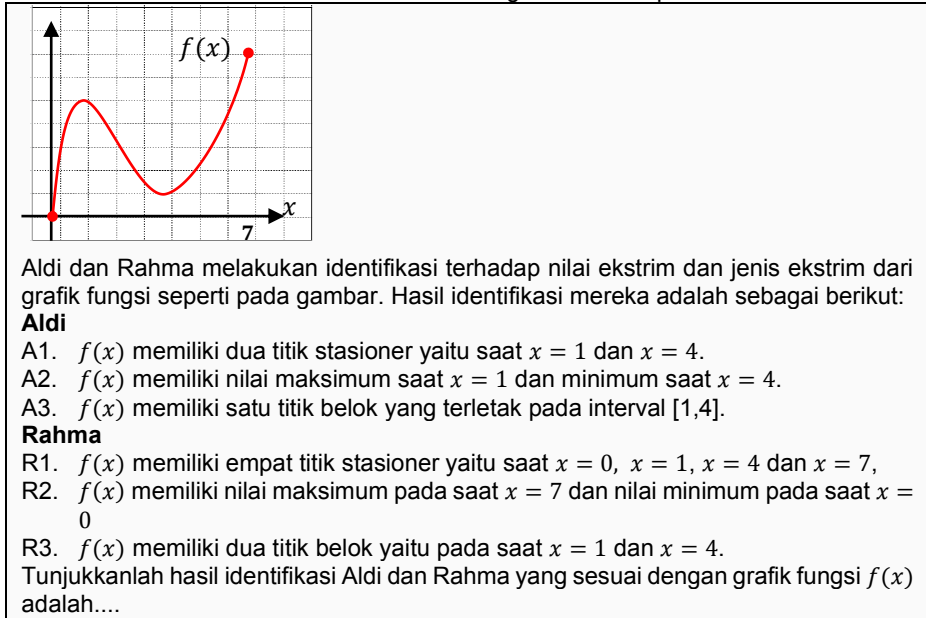 f(x)
x
7
Aldi dan Rahma melakukan identifikasi terhadap nilai ekstrim dan jenis ekstrim dari
grafik fungsi seperti pada gambar. Hasil identifikasi mereka adalah sebagai berikut:
Aldi
A1. f(x) memiliki dua titik stasioner yaitu saat x = 1 dan x = 4.
A2. f(x) memiliki nilai maksimum saat x = 1 dan minimum saat x = 4.
A3. f(x) memiliki satu titik belok yang terletak pada interval [1,4].
Rahma
R1. f(x) memiliki empat titik stasioner yaitu saat x = 0, x = 1, x = 4 dan x = 7,
R2. f(x) memiliki nilai maksimum pada saat x = 7 dan nilai minimum pada saat x =
0
R3. f(x) memiliki dua titik belok yaitu pada saat x = 1 dan x = 4.
Tunjukkanlah hasil identifikasi Aldi dan Rahma yang sesuai dengan grafik fungsi f(x)
adalah....